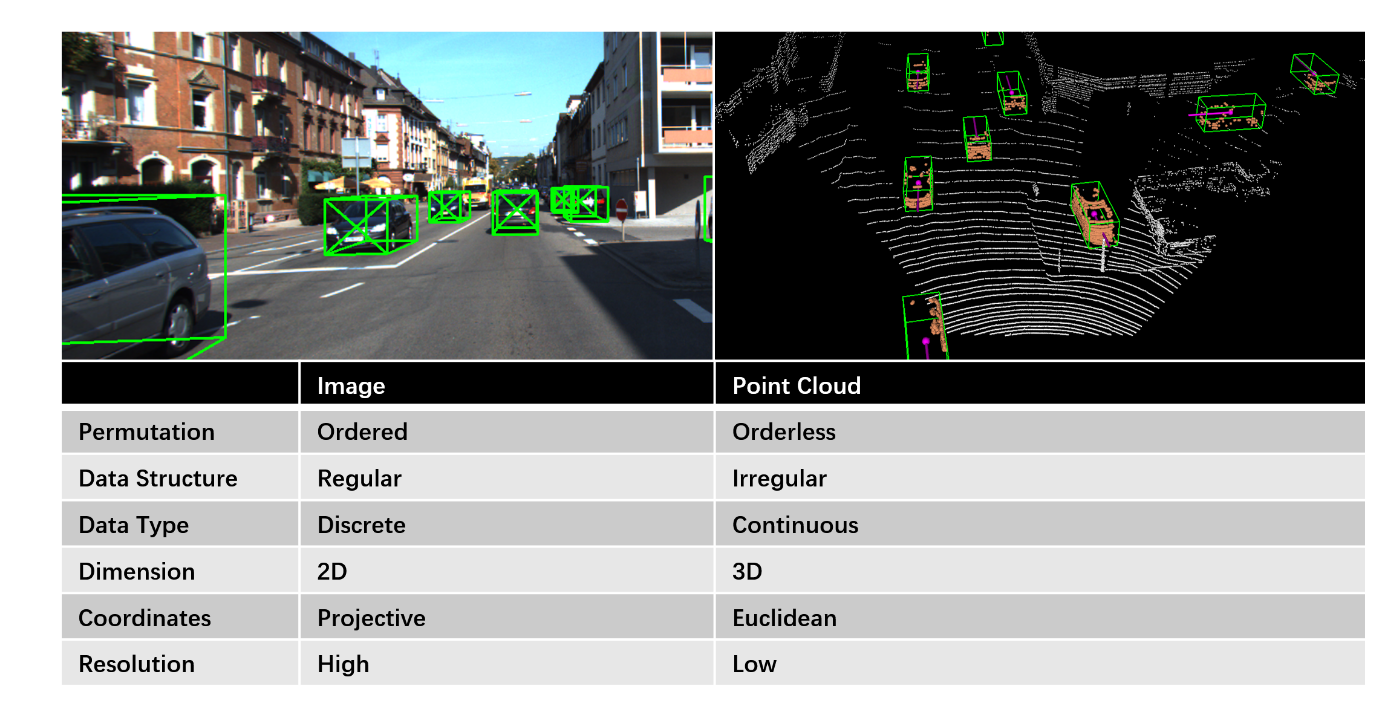 Image Point Cloud
Permutation Ordered Orderless
Data Structure Regular Irregular
Data Type Discrete Continuous
Dimension 2D 3D
Coordinates Projective Euclidean
Resolution High Low